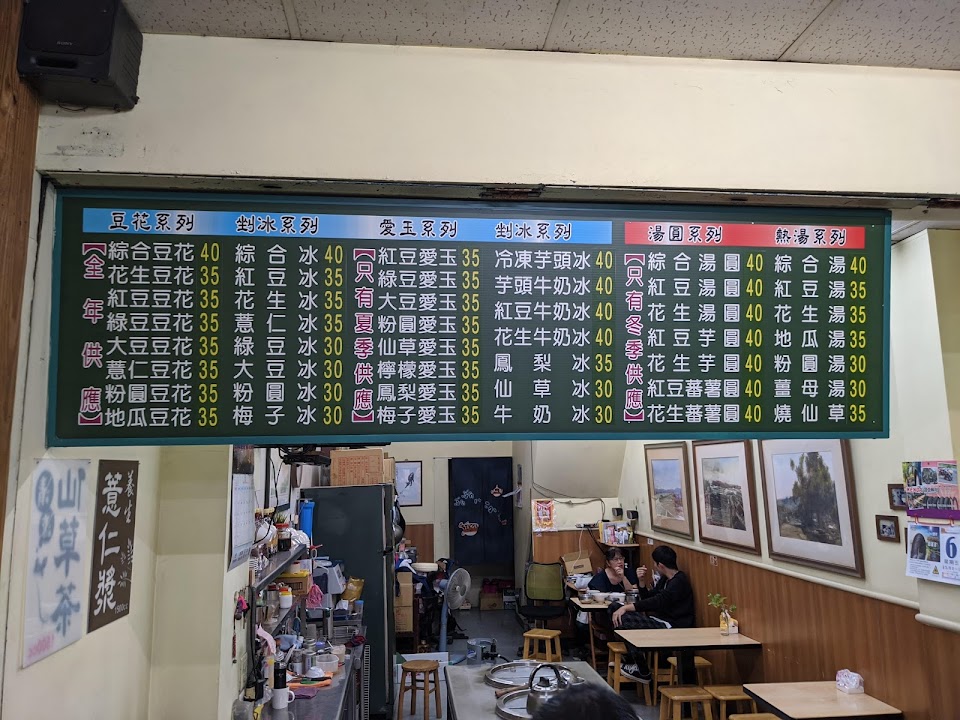 豆花系列
【全年供應】
綜合豆花 40
花生豆花 35
紅豆豆花 35
綠豆豆花 35
大豆豆花 35
薏仁豆花 35
粉圓豆花 35
地瓜豆花 35
剉冰系列
綜合冰 40
紅豆冰 35
花生冰 35
薏仁冰 35
綠豆冰 30
大豆冰 30
粉圓冰 30
梅子冰 30
愛玉系列
【只有夏季供應】
紅豆愛玉 35
綠豆愛玉 35
大豆愛玉 35
粉圓愛玉 35
仙草愛玉 35
檸檬愛玉 35
鳳梨愛玉 35
梅子愛玉 35
剉冰系列
冷凍芋頭冰 40
芋頭牛奶冰 40
紅豆牛奶冰 40
花生牛奶冰 40
鳳梨冰 35
仙草冰 30
牛奶冰 30
湯圓系列
【只有冬季供應】
綜合湯圓 40
紅豆湯圓 40
花生湯圓 40
紅豆芋圓 40
花生芋圓 40
紅豆蕃薯圓 40
花生蕃薯圓 40
熱湯系列
綜合湯 40
紅豆湯 35
花生湯 35
地瓜湯 35
粉圓湯 30
薑母湯 30
燒仙草 35
仙草茶
養生
薏仁漿
6